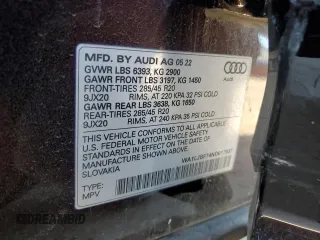 MFD. BY AUDI AG 05 22
GVWR LBS 6393, KG 2900
GAWR FRONT LBS 3197, KG 1450
FRONT-TIRES 285/45 R20
9JX20 RIMS, AT 220 KPA 32 PSI COLD
GAWR REAR LBS 3638, KG 1650
REAR-TIRES 285/45 R20
9JX20 RIMS, AT 240 KPA 35 PSI COLD
THIS VEHICLE CONFORMS TO ALL APPLICABLE
U.S. FEDERAL MOTOR VEHICLE SAFETY
STANDARDS IN EFFECT ON THE DATE OF
MANUFACTURE SHOWN ABOVE.
SLOVAKIA
TYPE:
MPV
DREAMBID